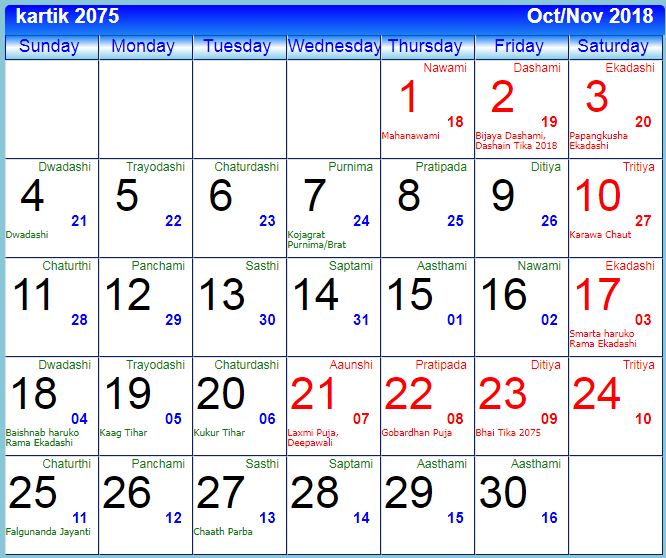 kartik 2075 Oct/Nov 2018
Sunday Monday Tuesday Wednesday Thursday Friday Saturday
Nawami Dashami Ekadashi
1 2 3
18 19 20
Mahanawami Bijaya Dashami, Papangkusha
Dashain Tika 2018 Ekadashi
Dwadashi Trayodashi Chaturdashi Purnima Pratipada Ditiya Tritiya
4 5 6 7 8 9 10
21 22 23 24 25 26 27
Dwadashi Kojagrat Karawa Chaut
Purnima/Brat
Chaturthi Panchami Sasthi Saptami Aasthami Nawami Ekadashi
11 12 13 14 15 16 17
28 29 30 31 01 02 03
Smarta haruko
Rama Ekadashi
Dwadashi Trayodashi Chaturdashi Aaunshi Pratipada Ditiya Tritiya
18 19 20 21 22 23 24
04 05 06 07 08 09 10
Baishnab haruko Kaag Tihar Kukur Tihar Laxmi Puja, Gobardhan Puja Bhai Tika 2075
Rama Ekadashi Deepawali
Chaturthi Panchami Sasthi Saptami Aasthami Aasthami
25 26 27 28 29 30
11 12 13 14 15 16
Falgunanda Jayanti Chaath Parba